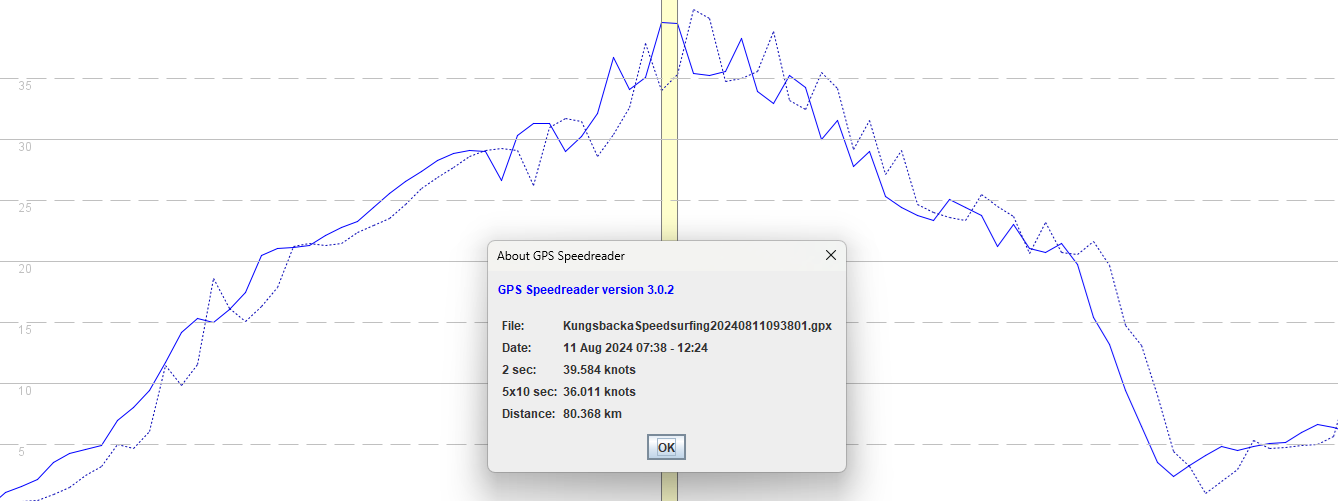 35
30
25
20
15
10
5
About GPS Speedreader
GPS Speedreader version 3.0.2
File: KungsbackaSpeedsurfing20240811093801.gpx
Date: 11 Aug 2024 07:38 - 12:24
2 sec: 39.584 knots
5x10 sec: 36.011 knots
Distance: 80.368 km
OK